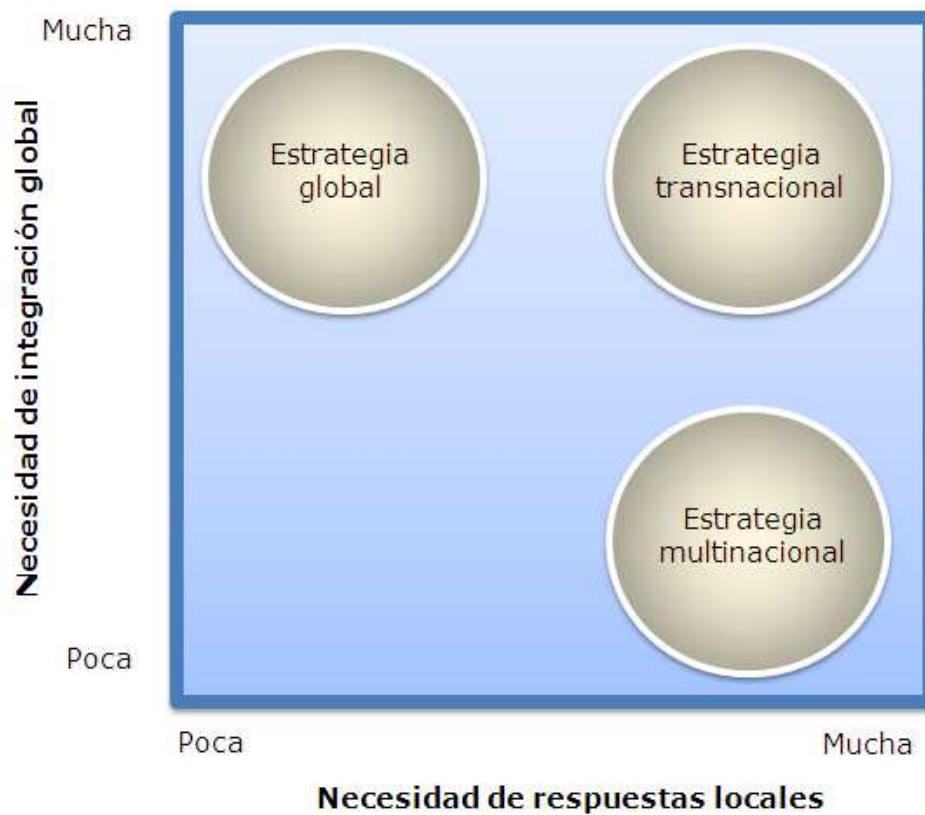 Mucha
Necesidad de integración global
Estrategia
global
Estrategia
transnacional
Estrategia
multinacional
Poca
Poca
Mucha
Necesidad de respuestas locales